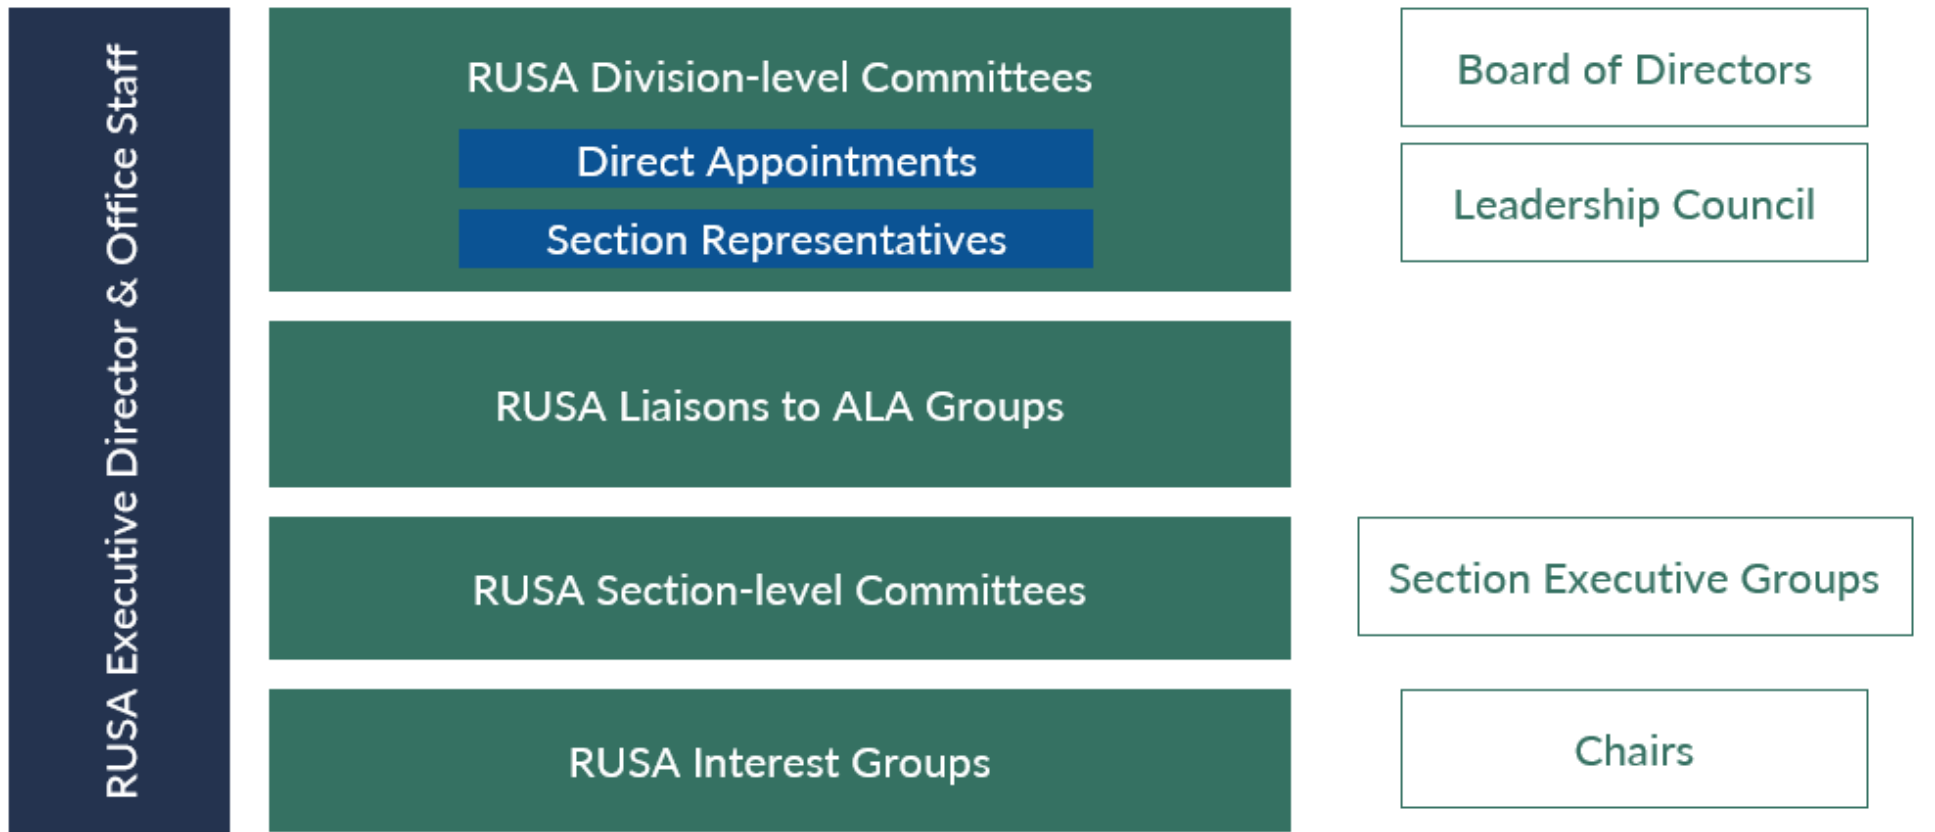 RUSA Executive Director & Office Staff
RUSA Division-level Committees
Direct Appointments
Section Representatives
Board of Directors
Leadership Council
RUSA Liaisons to ALA Groups
RUSA Section-level Committees
Section Executive Groups
RUSA Interest Groups
Chairs